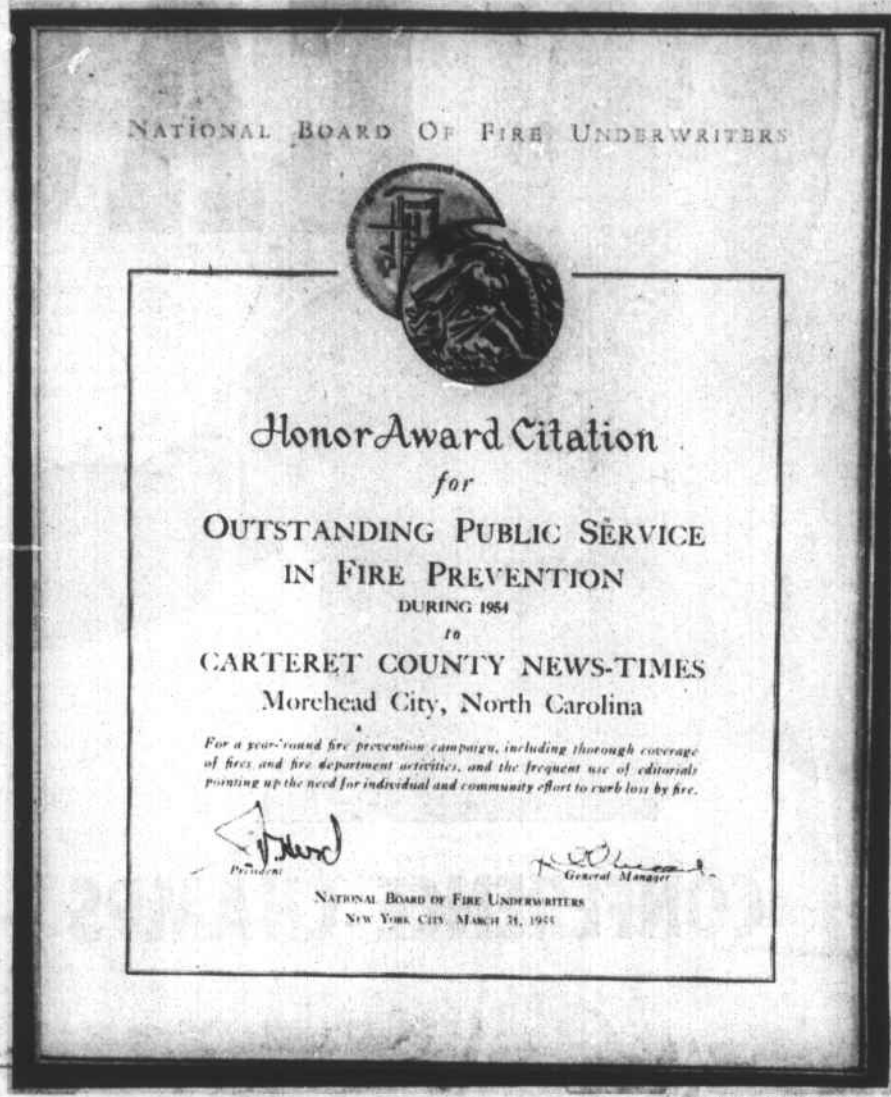 NATIONAL BOARD OF FIRE UNDERWRITERS
Honor Award Citation
for
OUTSTANDING PUBLIC SERVICE
IN FIRE PREVENTION
DURING 1954
to
CARTERET COUNTY NEWS-TIMES
Morehead City, North Carolina
For a year-'round fire prevention campaign, including thorough coverage
of fires and fire department activities, and the frequent use of editorials
pointing up the need for individual and community effort to curb loss by fire.
President
General Manager
NATIONAL BOARD OF FIRE UNDERWRITERS
NEW YORK CITY, MARCH 31, 1955